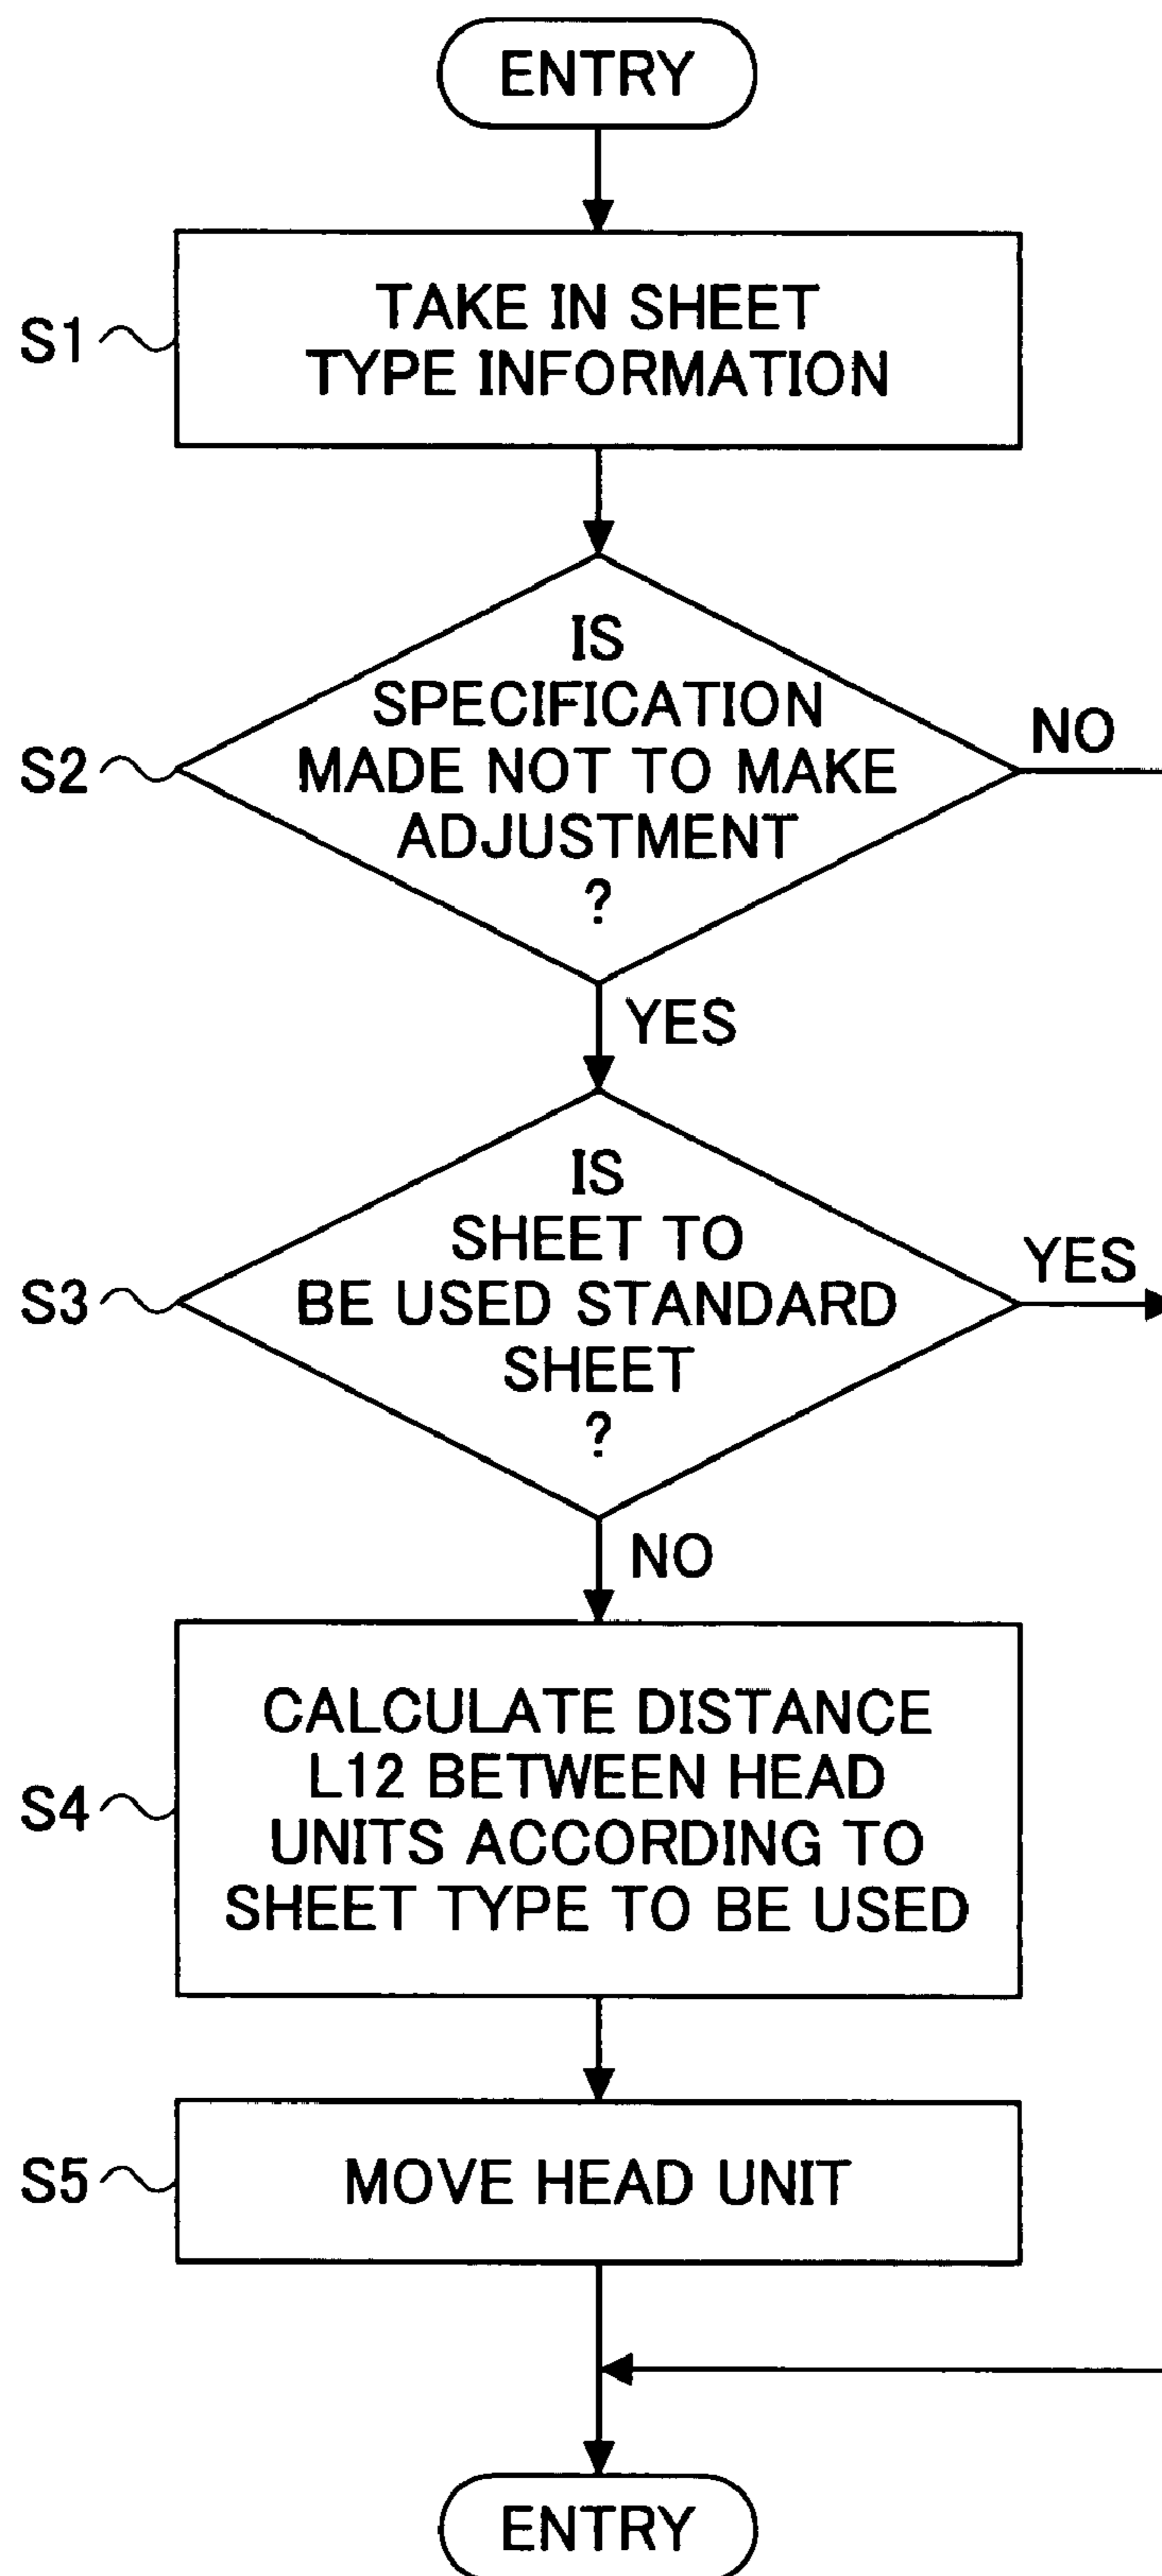 ENTRY
S1
TAKE IN SHEET
TYPE INFORMATION
S2
IS
SPECIFICATION
MADE NOT TO MAKE
ADJUSTMENT
?
NO
YES
S3
IS
SHEET TO
BE USED STANDARD
SHEET
?
YES
NO
S4
CALCULATE DISTANCE
L12 BETWEEN HEAD
UNITS ACCORDING TO
SHEET TYPE TO BE USED
S5
MOVE HEAD UNIT
ENTRY